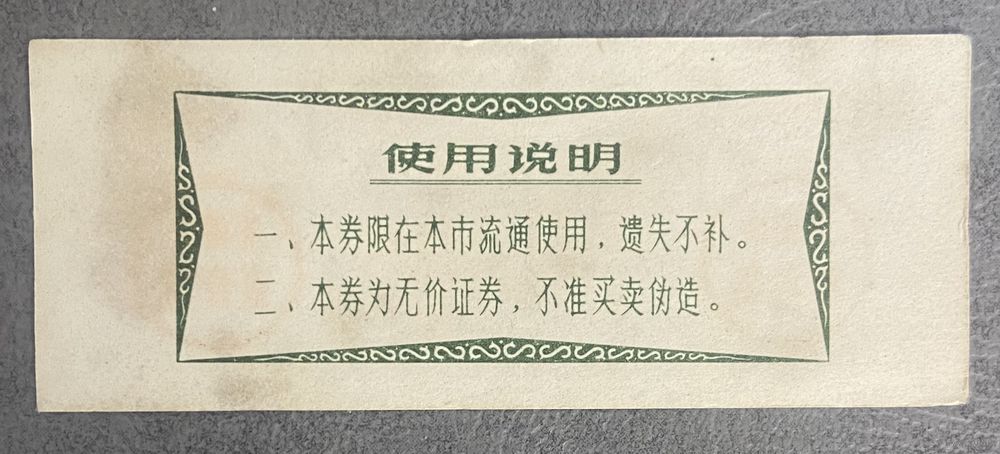 使用说明
一、本券限在本市流通使用，遗失不补。
二、本券为无价证券，不准买卖伪造。